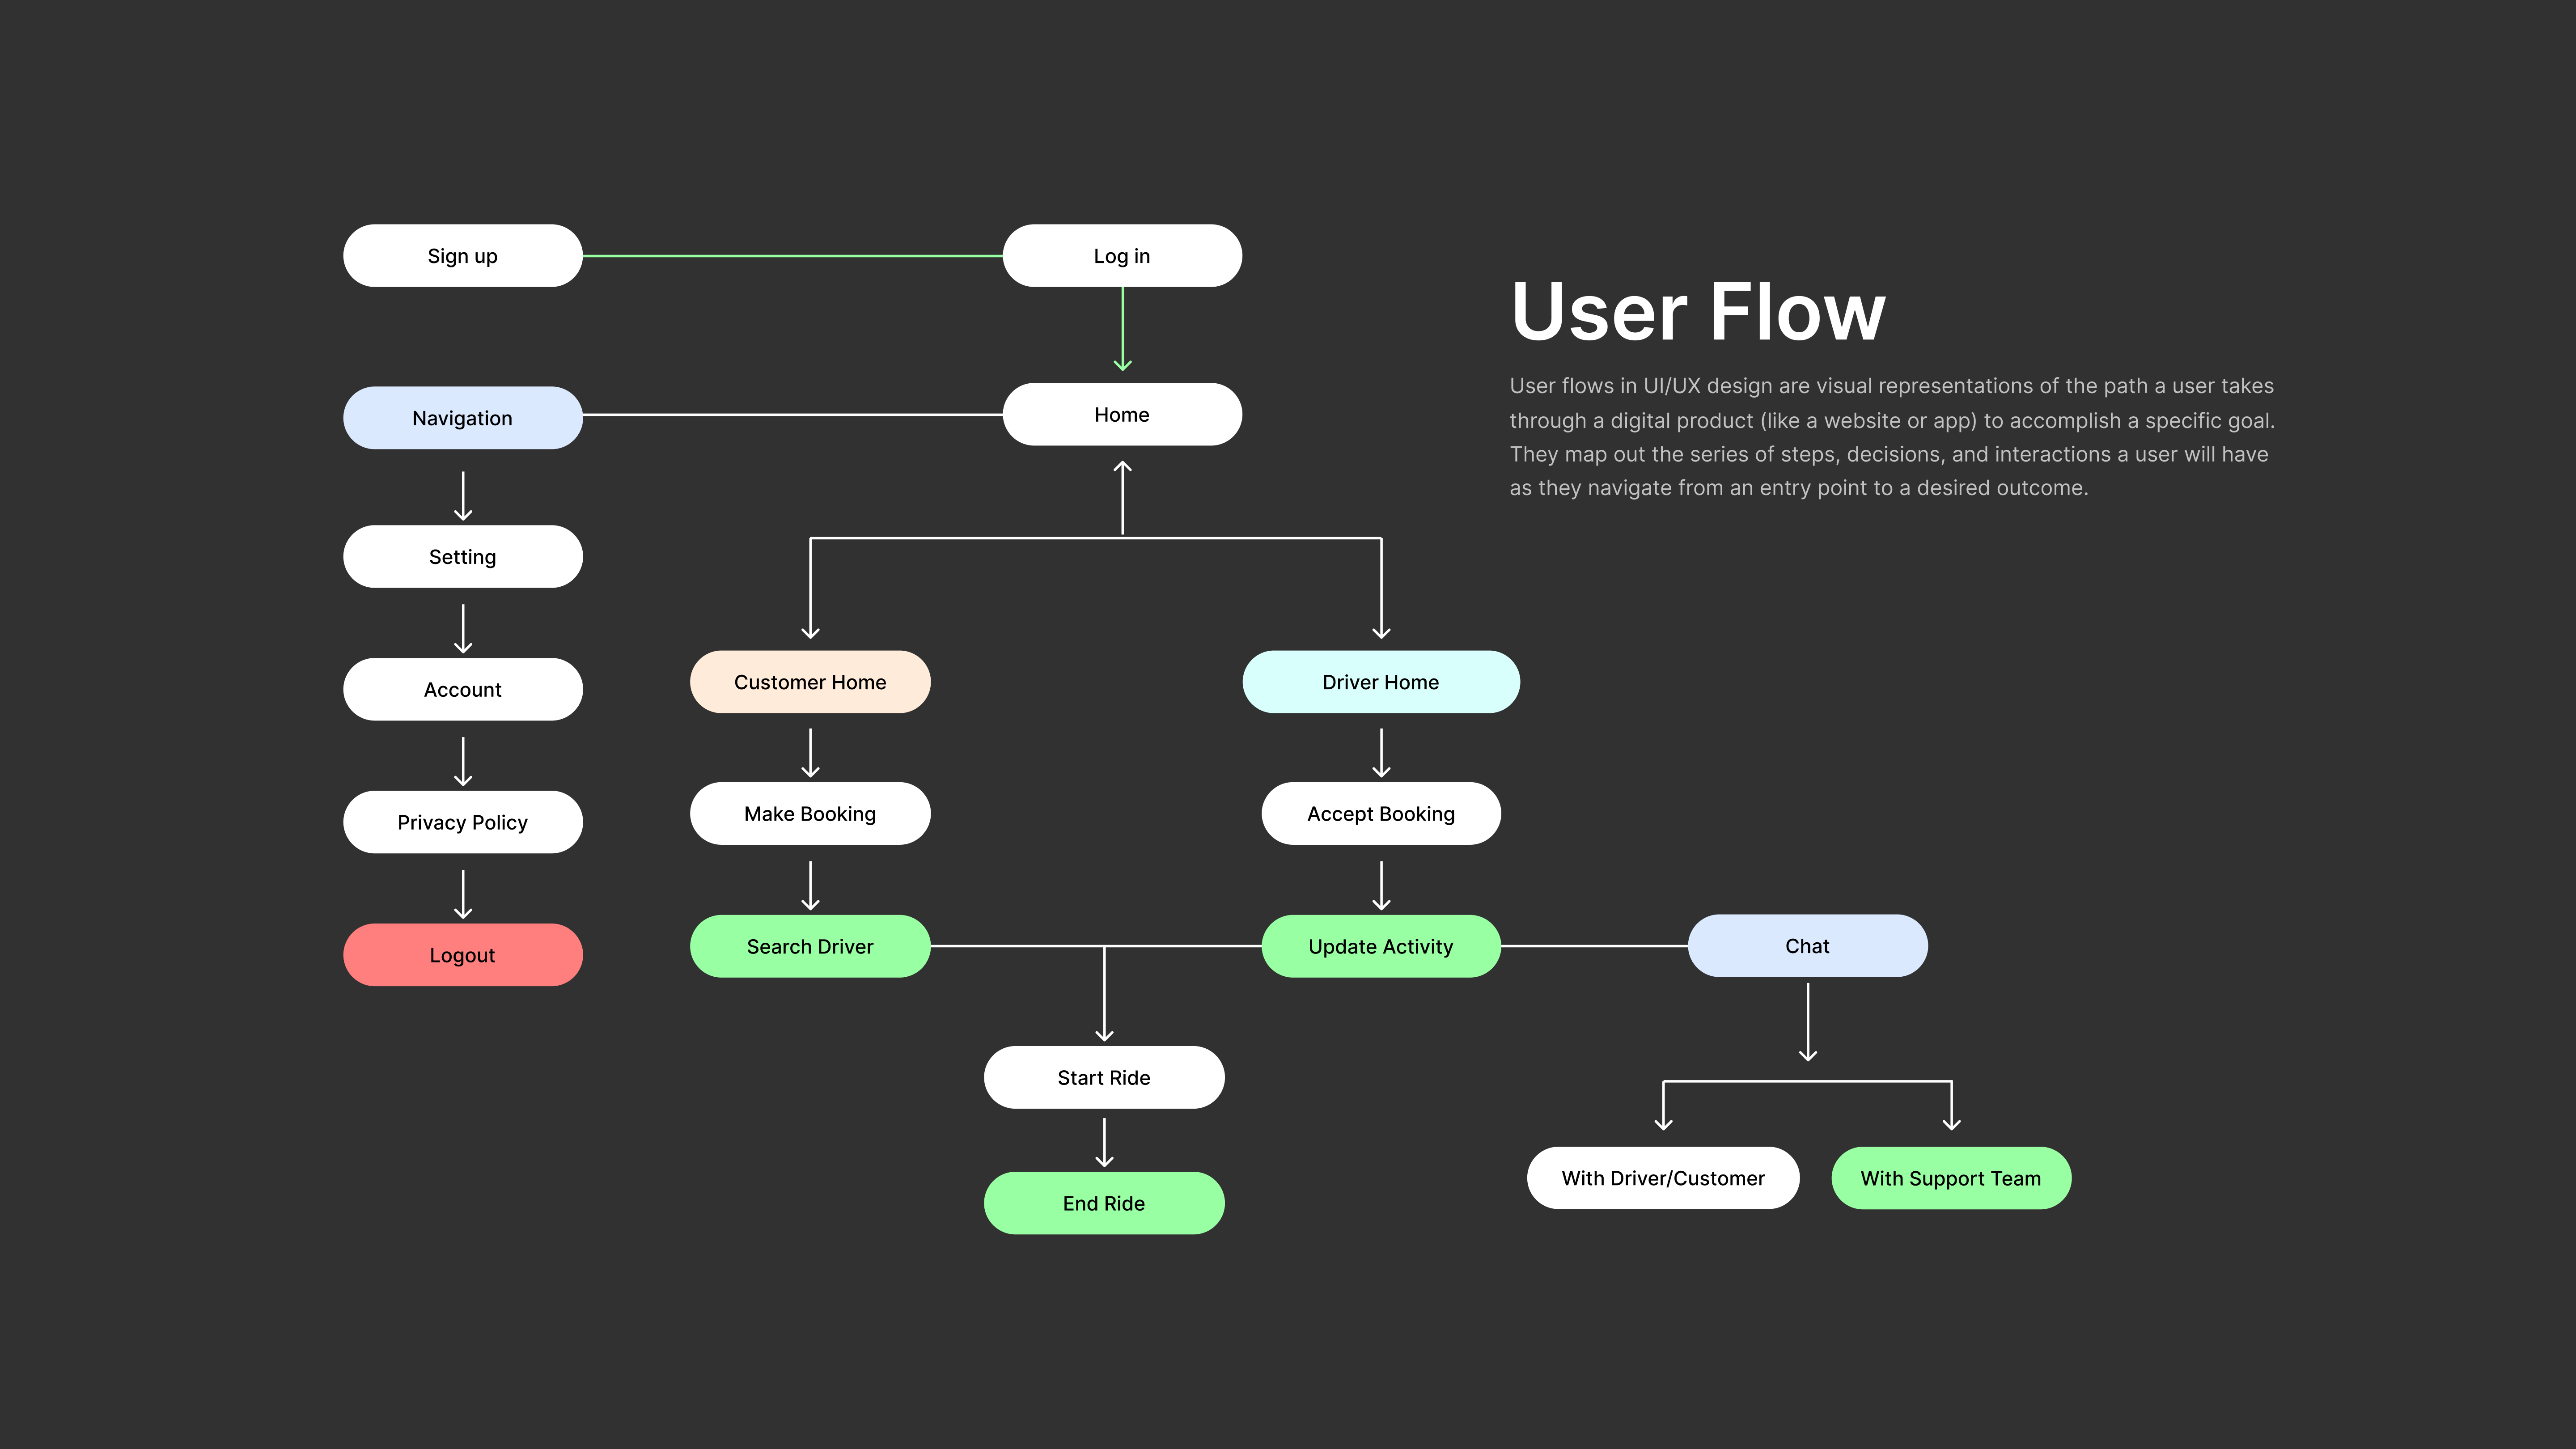 Sign up
Log in
User Flow
User flows in UI/UX design are visual representations of the path a user takes
through a digital product (like a website or app) to accomplish a specific goal.
They map out the series of steps, decisions, and interactions a user will have
as they navigate from an entry point to a desired outcome.
Navigation
Home
Setting
Account
Privacy Policy
Logout
Customer Home
Driver Home
Make Booking
Accept Booking
Search Driver
Update Activity
Chat
Start Ride
End Ride
With Driver/Customer
With Support Team